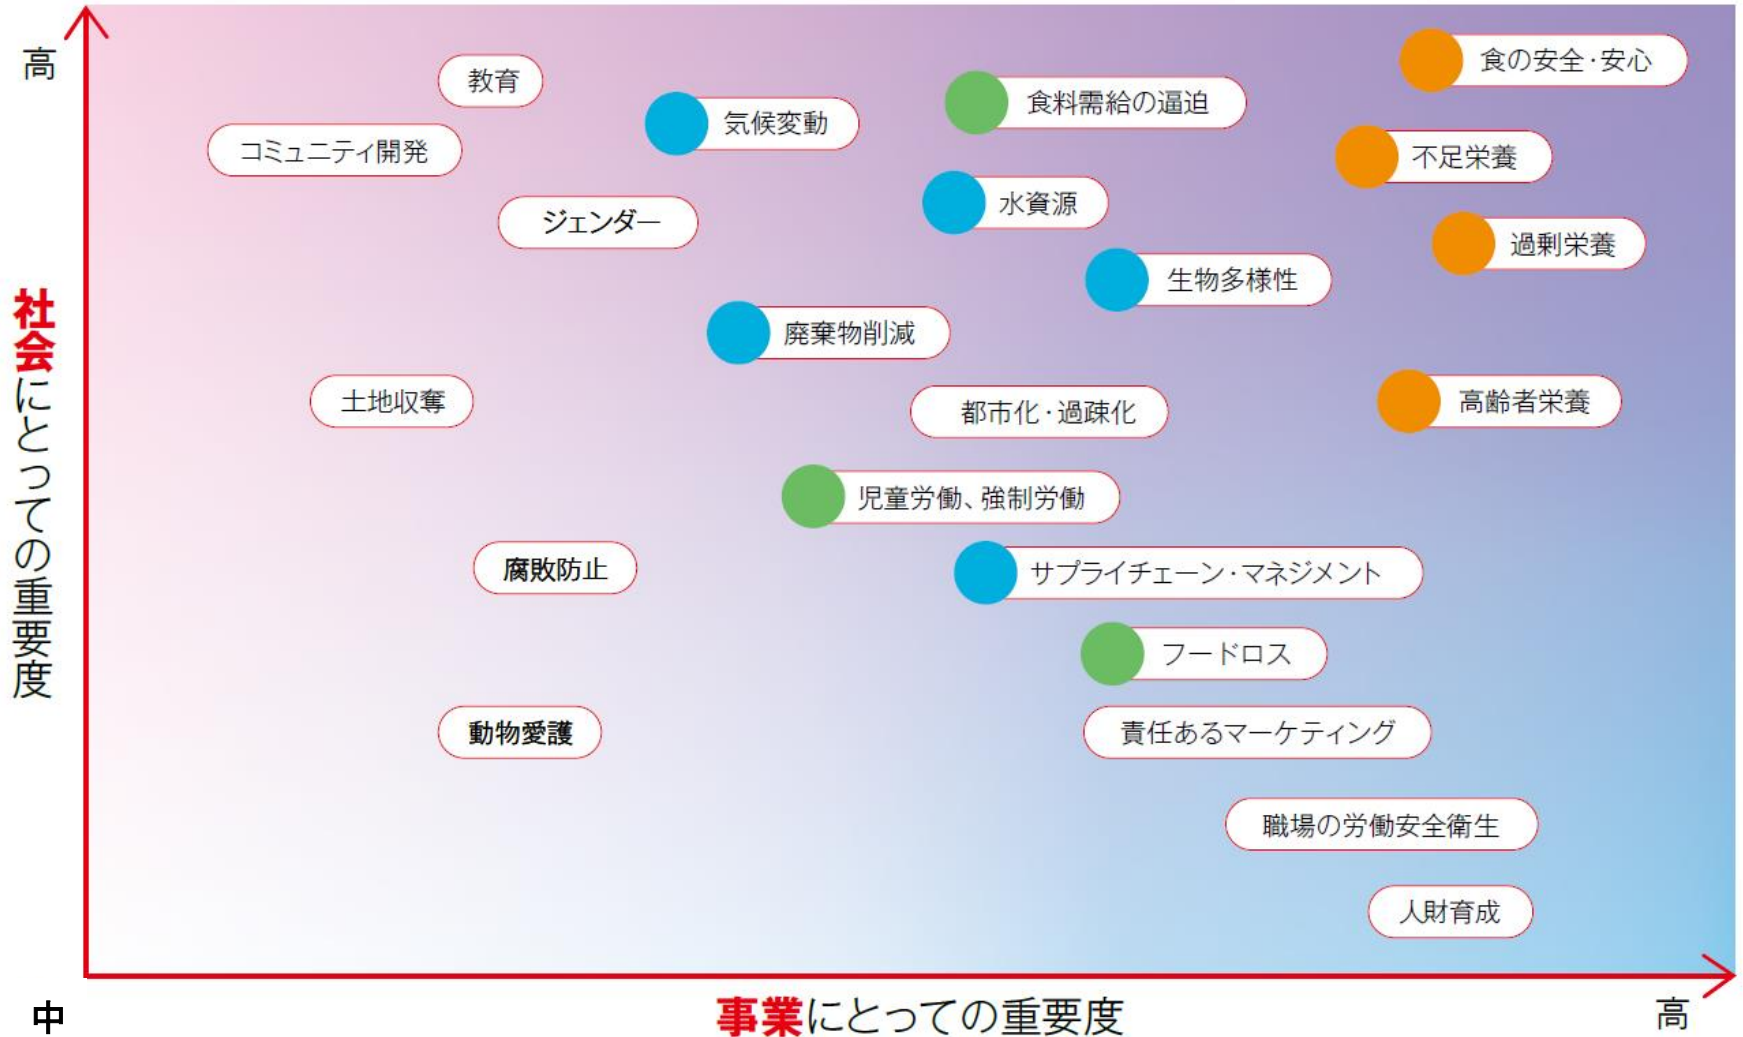 高
食の安全・安心
教育
食料需給の逼迫
気候変動
コミュニティ開発
不足栄養
水資源
ジェンダー
過剰栄養
生物多様性
廃棄物削減
土地収奪
高齢者栄養
都市化・過疎化
児童労働、強制労働
腐敗防止
サプライチェーン・マネジメント
フードロス
動物愛護
責任あるマーケティング
職場の労働安全衛生
人財育成
社会にとっての重要度
中
事業にとっての重要度
高